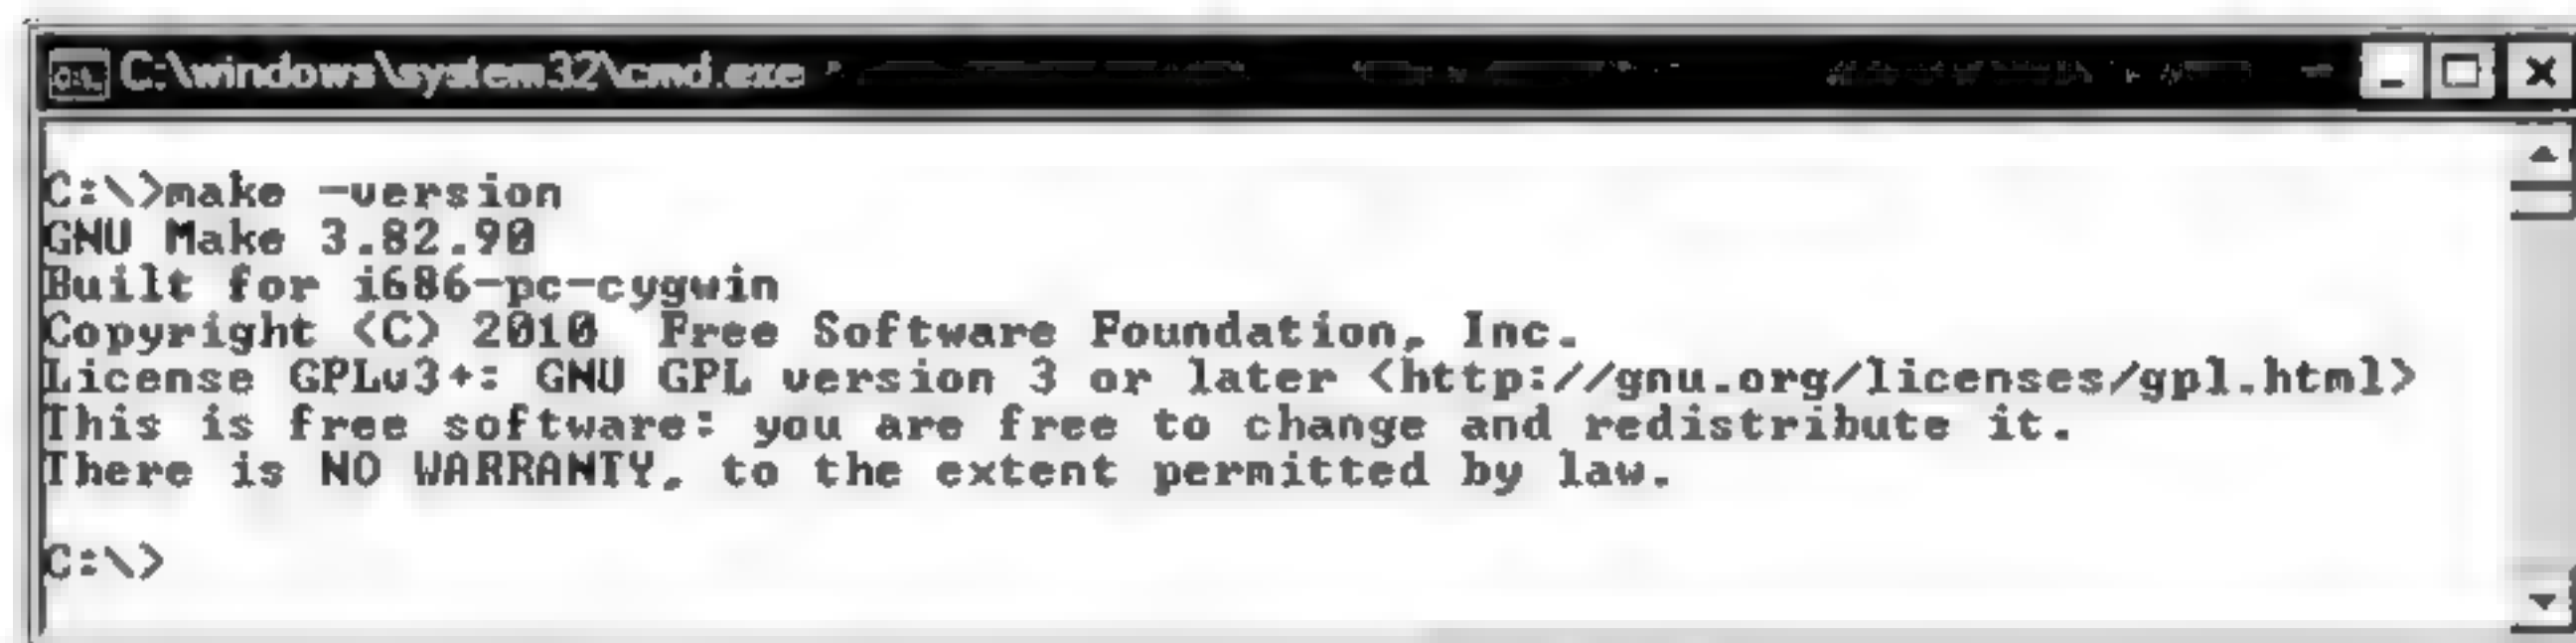 C:\windows\system32\cmd.exe
C:\>make -version
GNU Make 3.82.90
Built for i686-pc-cygwin
Copyright (C) 2010  Free Software Foundation, Inc.
License GPLv3+: GNU GPL version 3 or later <http://gnu.org/licenses/gpl.html>
This is free software: you are free to change and redistribute it.
There is NO WARRANTY, to the extent permitted by law.
C:\>